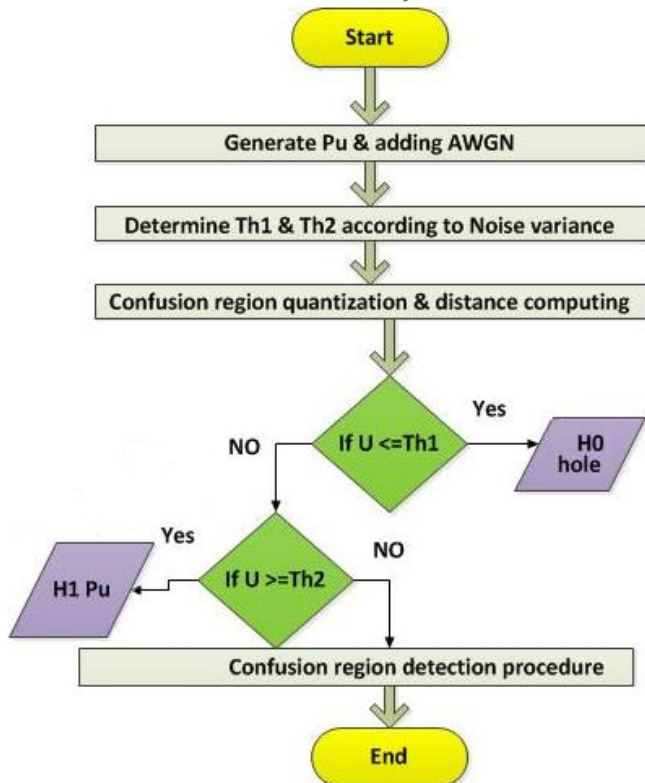 Start
Generate Pu & adding AWGN
Determine Th1 & Th2 according to Noise variance
Confusion region quantization & distance computing
Yes
If U <=Th1
H0
hole
NO
Yes
NO
If U >=Th2
H1 Pu
Confusion region detection procedure
End